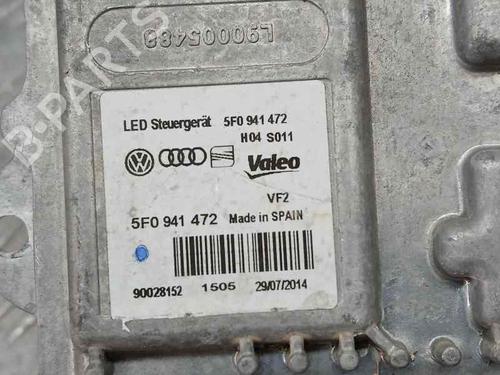 L90005483
B-PARTS
LED Steuergerät 5F0 941 472
H04 S011
Valeo
VF2
5F0 941 472 Made in SPAIN
90028152 1505 29/07/2014